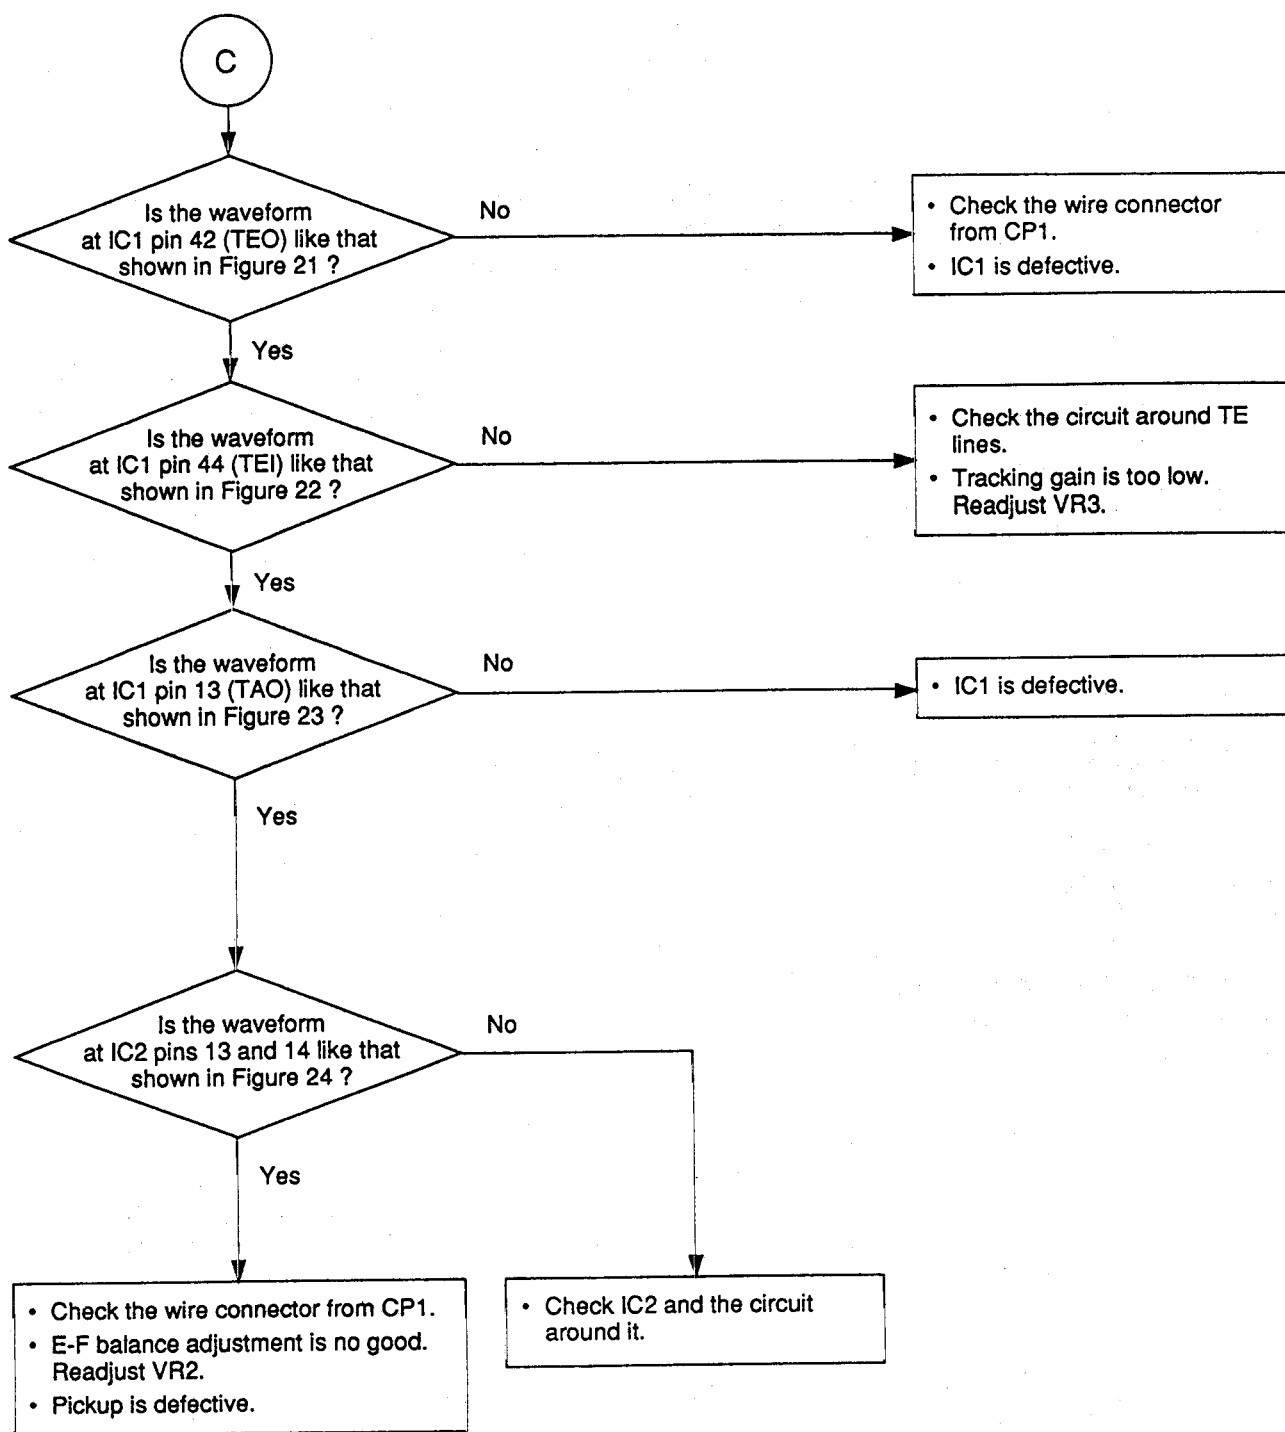 C
Is the waveform
at IC1 pin 42 (TEO) like that
shown in Figure 21 ?
No
• Check the wire connector
from CP1.
• IC1 is defective.
Yes
Is the waveform
at IC1 pin 44 (TEI) like that
shown in Figure 22 ?
No
• Check the circuit around TE
lines.
• Tracking gain is too low.
Readjust VR3.
Yes
Is the waveform
at IC1 pin 13 (TAO) like that
shown in Figure 23 ?
No
• IC1 is defective.
Yes
Is the waveform
at IC2 pins 13 and 14 like that
shown in Figure 24 ?
No
Yes
• Check the wire connector from CP1.
• E-F balance adjustment is no good.
Readjust VR2.
• Pickup is defective.
• Check IC2 and the circuit
around it.